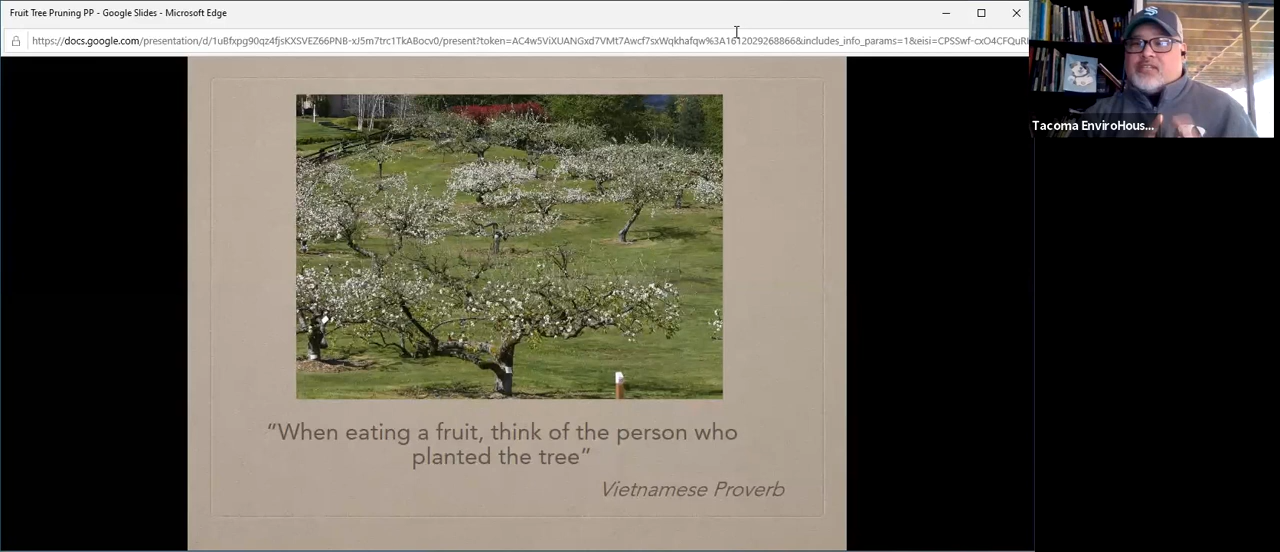 Fruit Tree Pruning PP - Google Slides - Microsoft Edge
https://docs.google.com/presentation/d/1uBfxpg90qz4fjsKXSVEZ66PNB-xJ5m7trc1TkABocv0/present?token=AC4w5ViXUANGxd7VMt7Awcf7sxWqkhafqw%3A1612029268866&includes_info_params=1&eisi=CPSSwf-cxO4CFQuRl
Tacoma EnviroHous...
“When eating a fruit, think of the person who
planted the tree”
Vietnamese Proverb